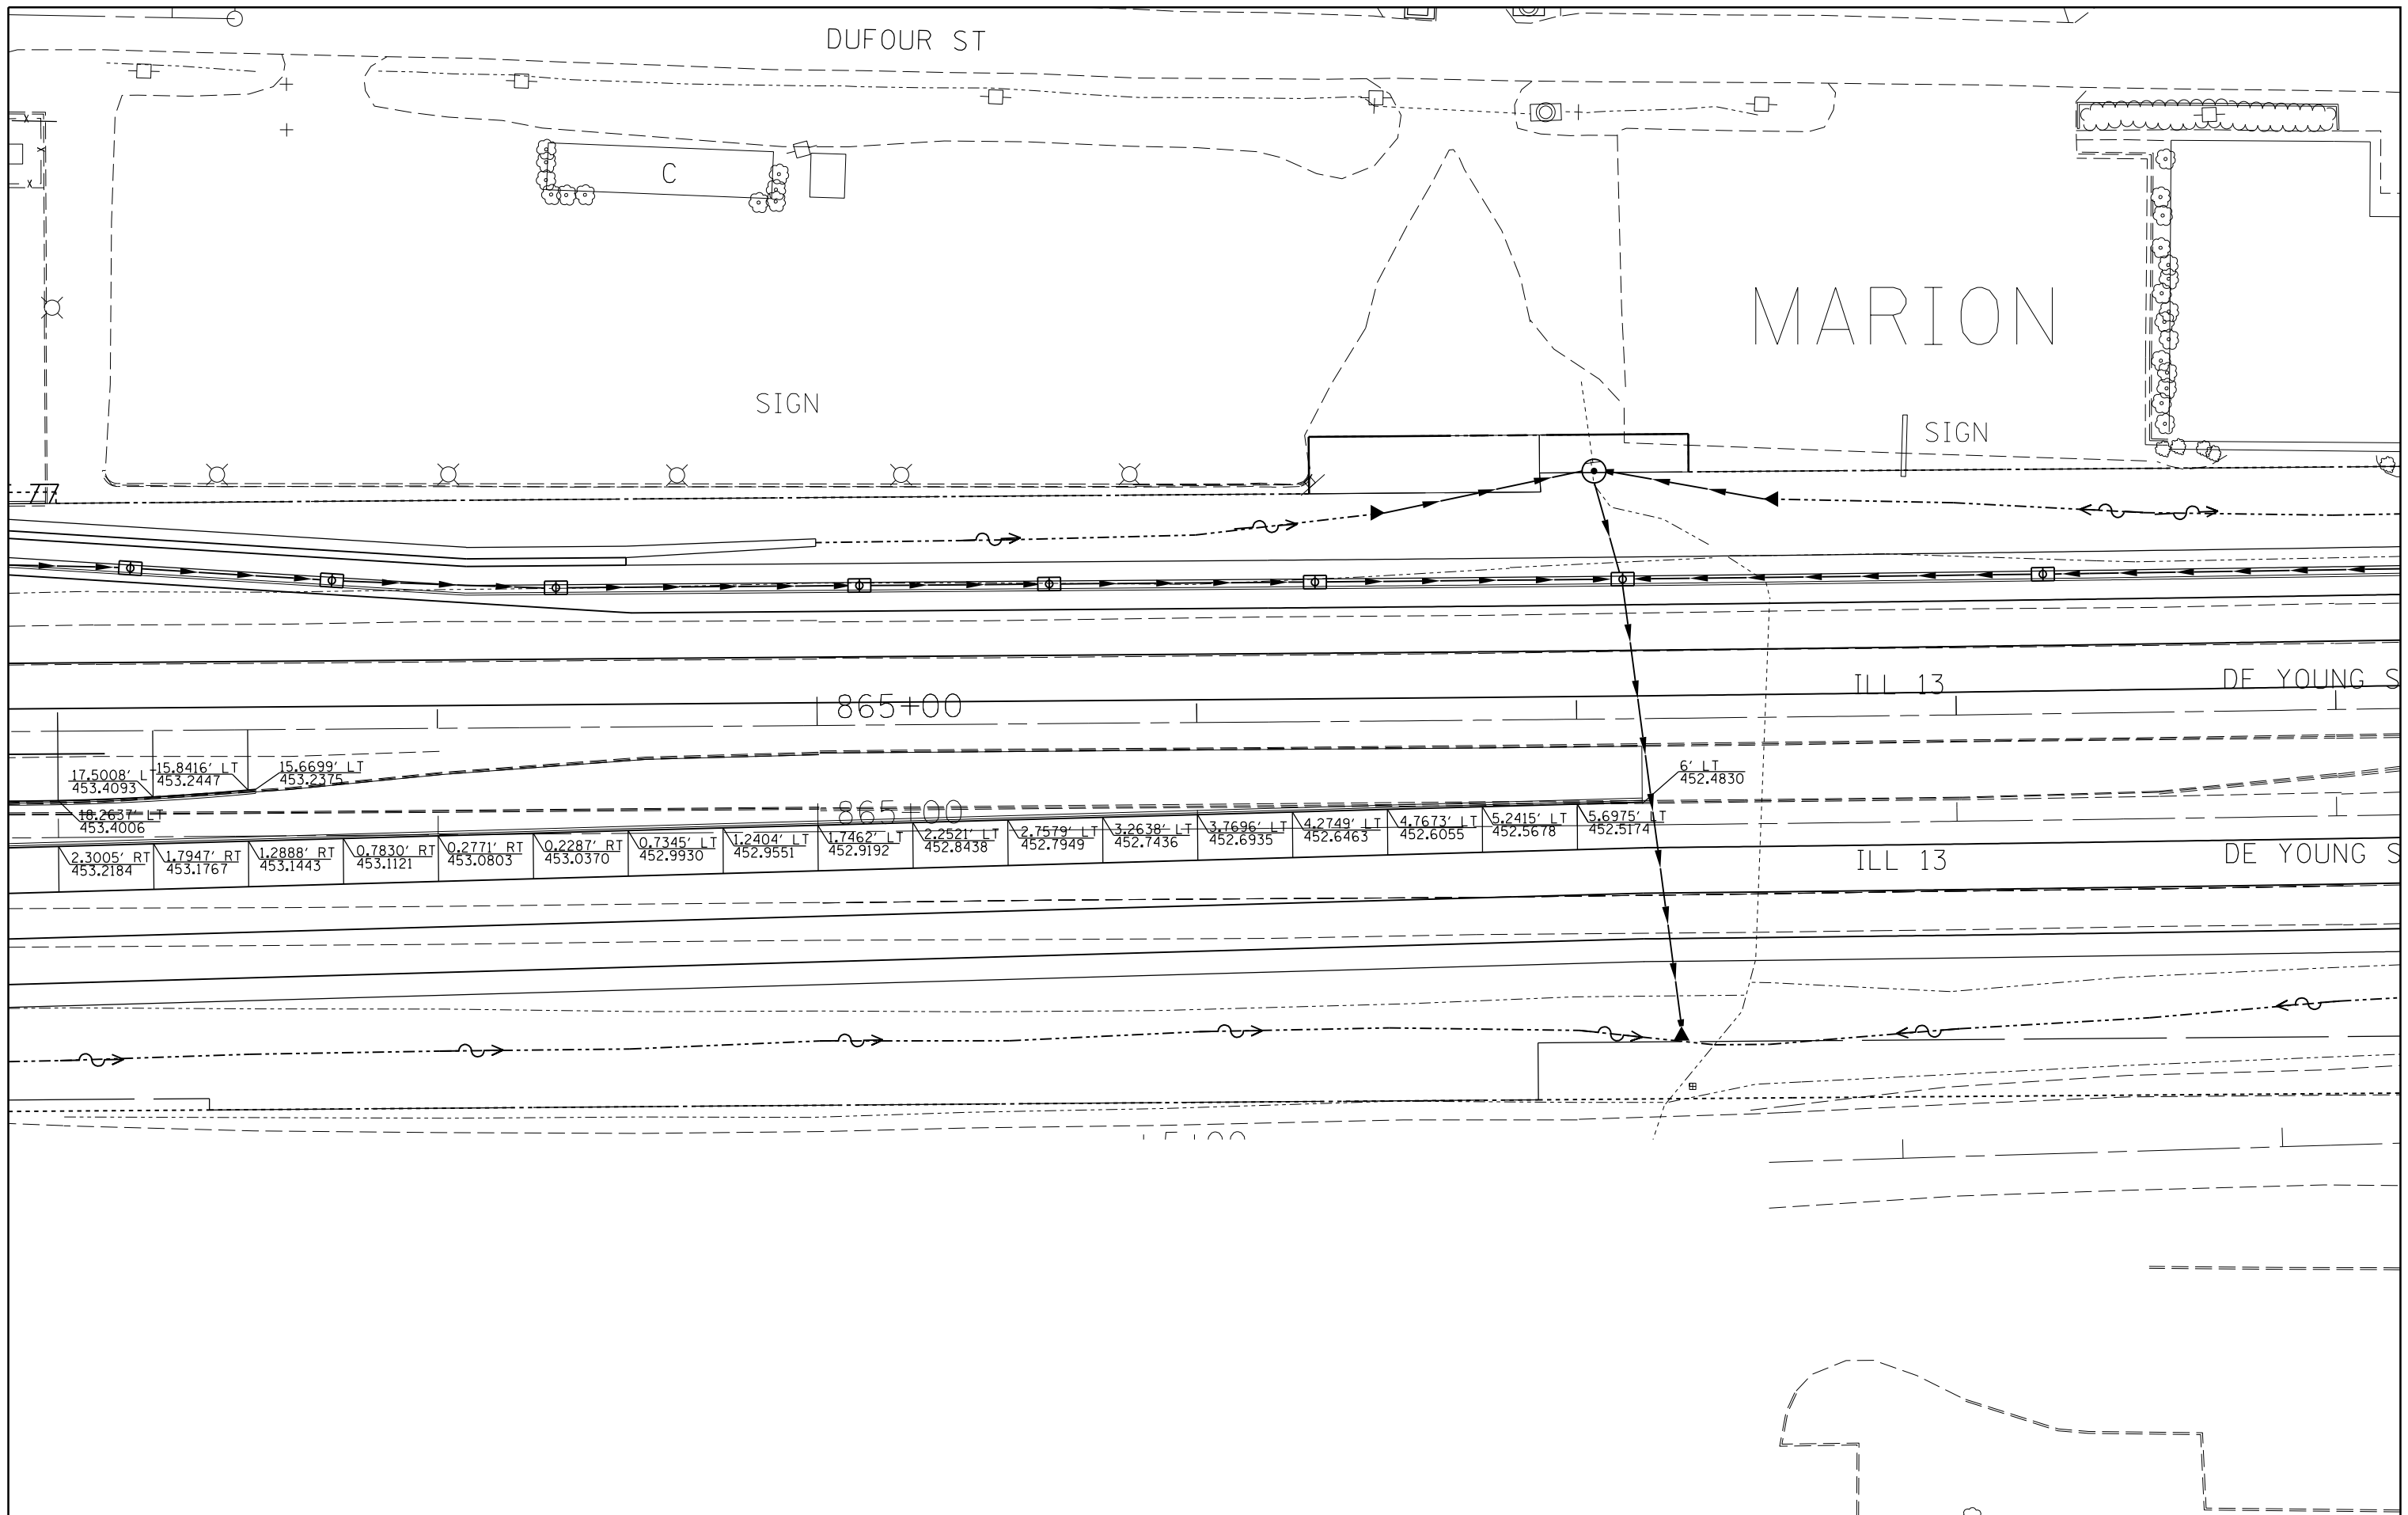 DUFOUR ST
C
MARION
SIGN
SIGN
ILL 13
DE YOUNG S
865+00
17.5008' LT
453.4093
15.8416' LT
453.2447
15.6699' LT
453.2375
6' LT
452.4830
18.2637' LT
453.4006
865+00
2.3005' RT
453.2184
1.7947' RT
453.1767
1.2888' RT
453.1443
0.7830' RT
453.1121
0.2771' RT
453.0803
0.2287' RT
453.0370
0.7345' LT
452.9930
1.2404' LT
452.9551
1.7462' LT
452.9192
2.2521' LT
452.8438
2.7579' LT
452.7949
3.2638' LT
452.7436
3.7696' LT
452.6935
4.2749' LT
452.6463
4.7673' LT
452.6055
5.2415' LT
452.5678
5.6975' LT
452.5174
ILL 13
DE YOUNG S